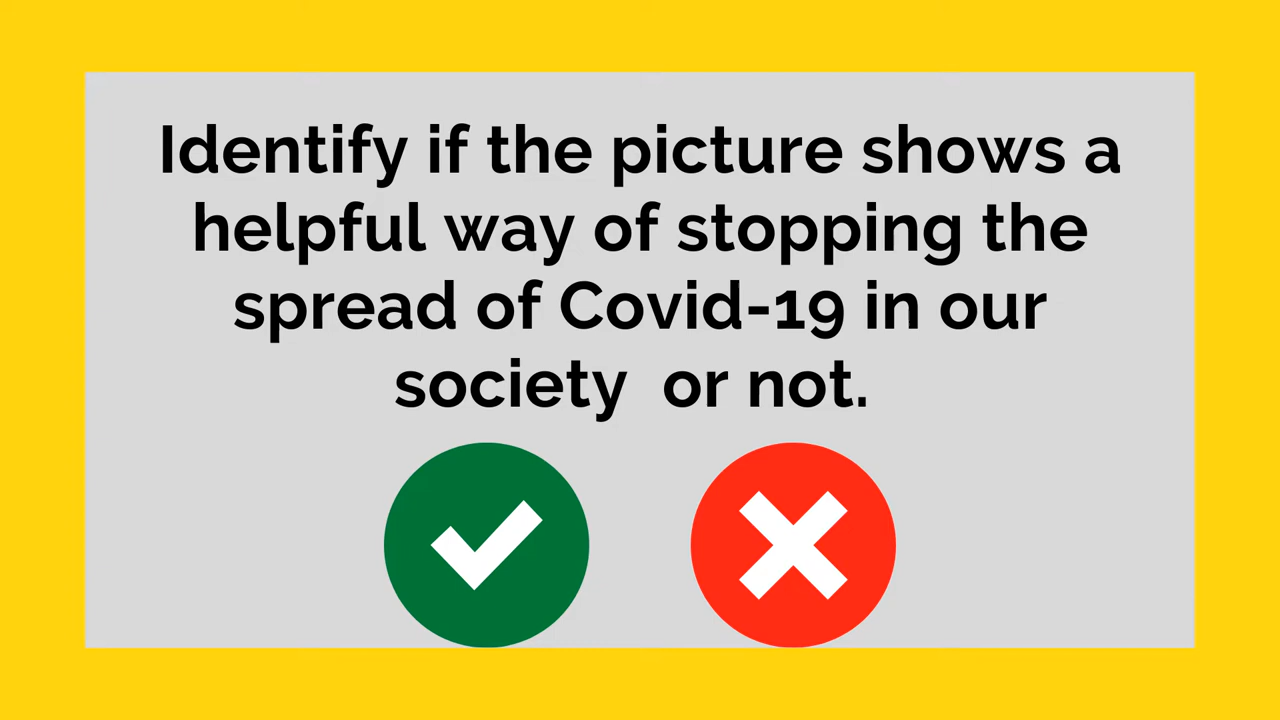 Identify if the picture shows a
helpful way of stopping the
spread of Covid-19 in our
society  or not.